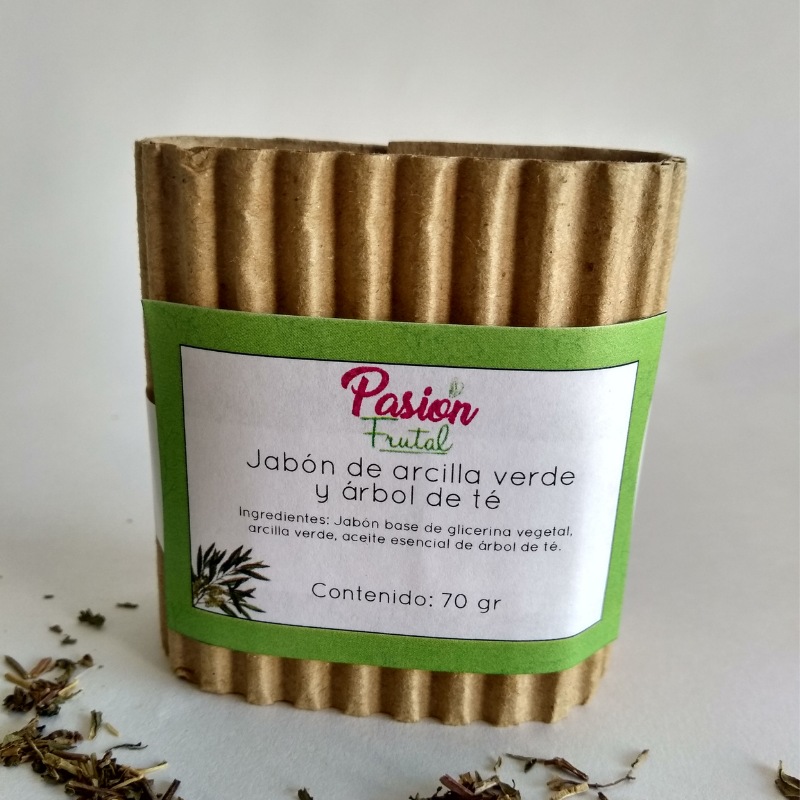 Pasión
Frutal
Jabón de arcilla verde
y árbol de té
Ingredientes: Jabón base de glicerina vegetal,
arcilla verde, aceite esencial de árbol de té.
Contenido: 70 gr